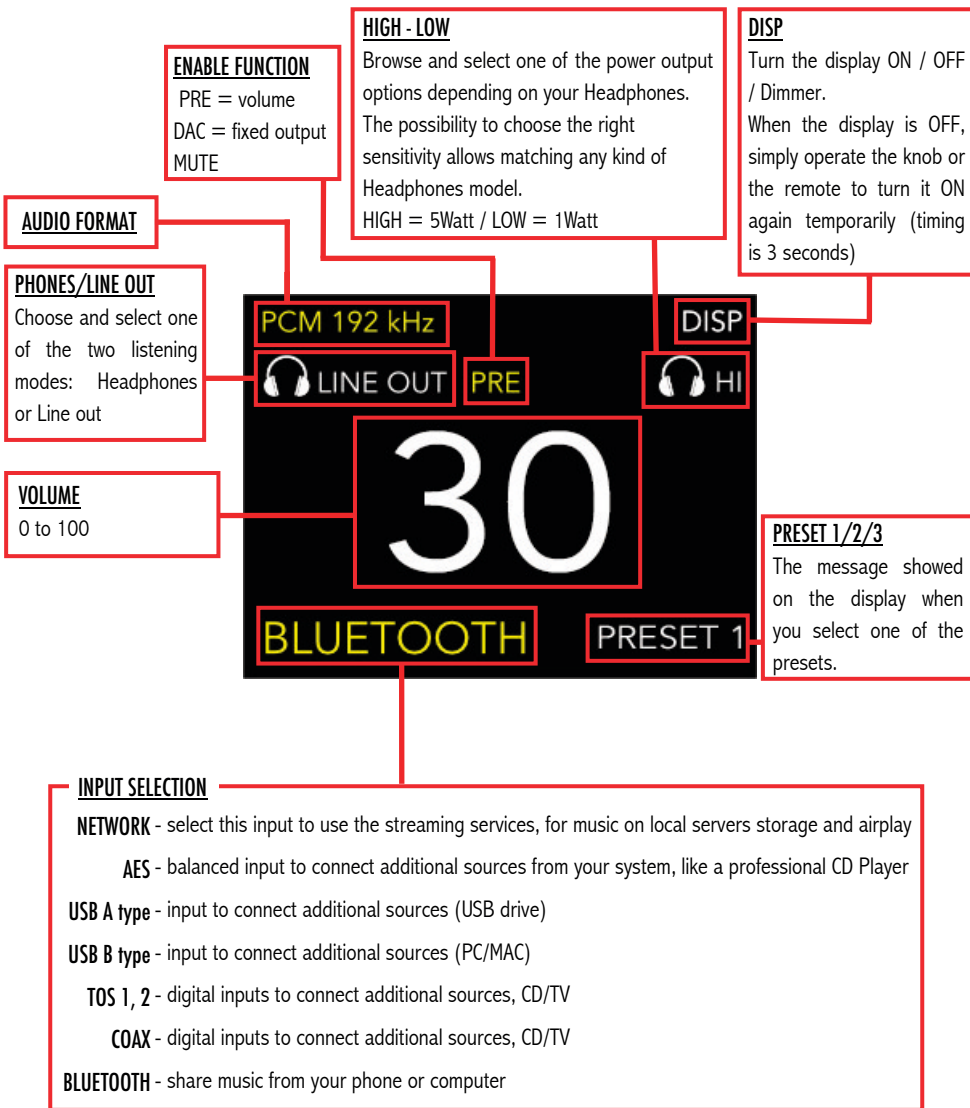 HIGH - LOW
Browse and select one of the power output
options depending on your Headphones.
The possibility to choose the right
sensitivity allows matching any kind of
Headphones model.
HIGH = 5Watt / LOW = 1Watt
DISP
Turn the display ON / OFF
/ Dimmer.
When the display is OFF,
simply operate the knob or
the remote to turn it ON
again temporarily (timing
is 3 seconds)
ENABLE FUNCTION
PRE = volume
DAC = fixed output
MUTE
AUDIO FORMAT
PHONES/LINE OUT
Choose and select one
of the two listening
modes: Headphones
or Line out
VOLUME
0 to 100
PCM 192 kHz
DISP
LINE OUT
PRE
HI
30
BLUETOOTH
PRESET 1
PRESET 1/2/3
The message showed
on the display when
you select one of the
presets.
INPUT SELECTION
NETWORK - select this input to use the streaming services, for music on local servers storage and airplay
AES - balanced input to connect additional sources from your system, like a professional CD Player
USB A type - input to connect additional sources (USB drive)
USB B type - input to connect additional sources (PC/MAC)
TOS 1, 2 - digital inputs to connect additional sources, CD/TV
COAX - digital inputs to connect additional sources, CD/TV
BLUETOOTH - share music from your phone or computer